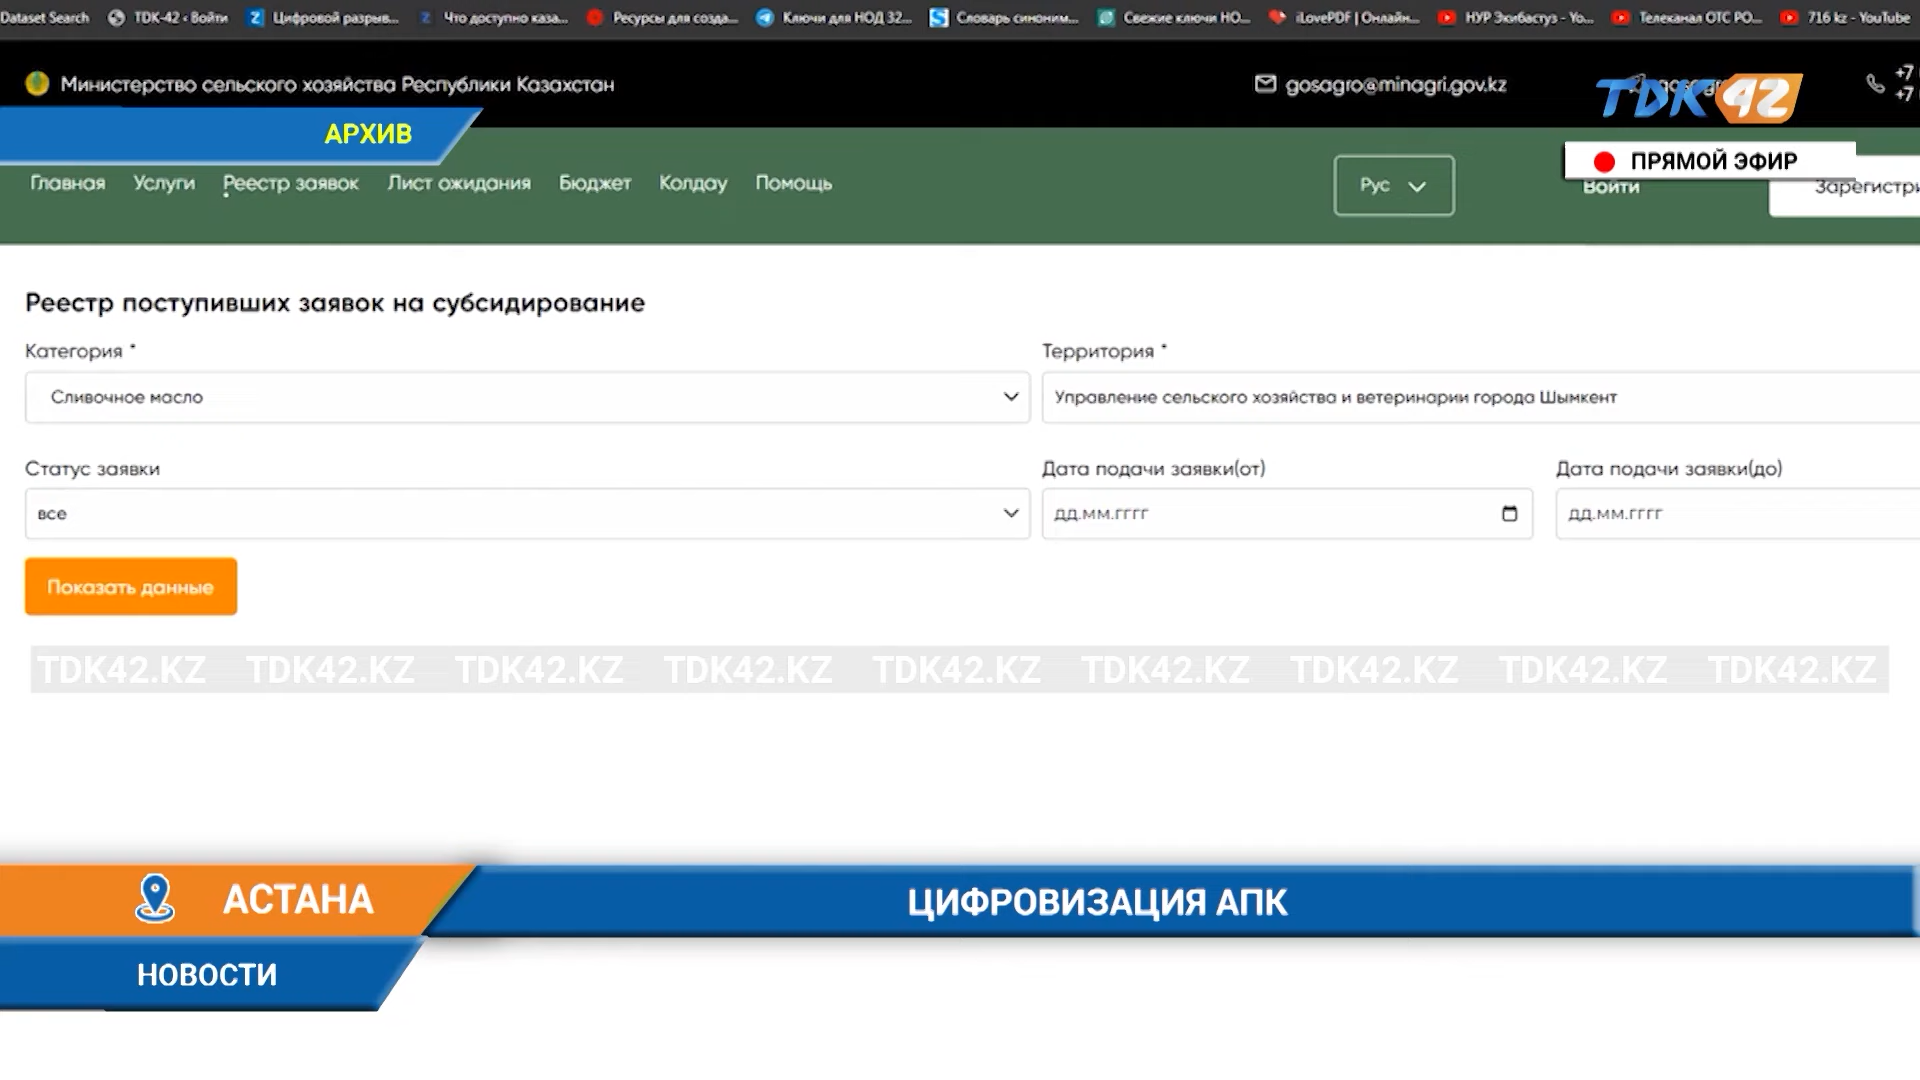 Dataset Search TDK-42 ‹ Войти Цифровой разрыв... Что доступно каза... Ресурсы для созда... Ключи для НОД 32... Словарь синоним... Свежие ключи НО... iLovePDF | Онлайн... НУР Экибастуз - Yo... Телеканал ОТС РО... 716 kz - YouTube
Министерство сельского хозяйства Республики Казахстан gosagro@minagri.gov.kz +7
+7
TDK 42
АРХИВ
ПРЯМОЙ ЭФИР
Главная Услуги Реестр заявок Лист ожидания Бюджет Колдау Помощь Рус Войти Зарегистри
Реестр поступивших заявок на субсидирование
Категория * Территория *
Сливочное масло Управление сельского хозяйства и ветеринарии города Шымкент
Статус заявки Дата подачи заявки(от) Дата подачи заявки(до)
все дд.мм.гггг дд.мм.гггг
Показать данные
TDK42.KZ TDK42.KZ TDK42.KZ TDK42.KZ TDK42.KZ TDK42.KZ TDK42.KZ TDK42.KZ TDK42.KZ
АСТАНА ЦИФРОВИЗАЦИЯ АПК
НОВОСТИ